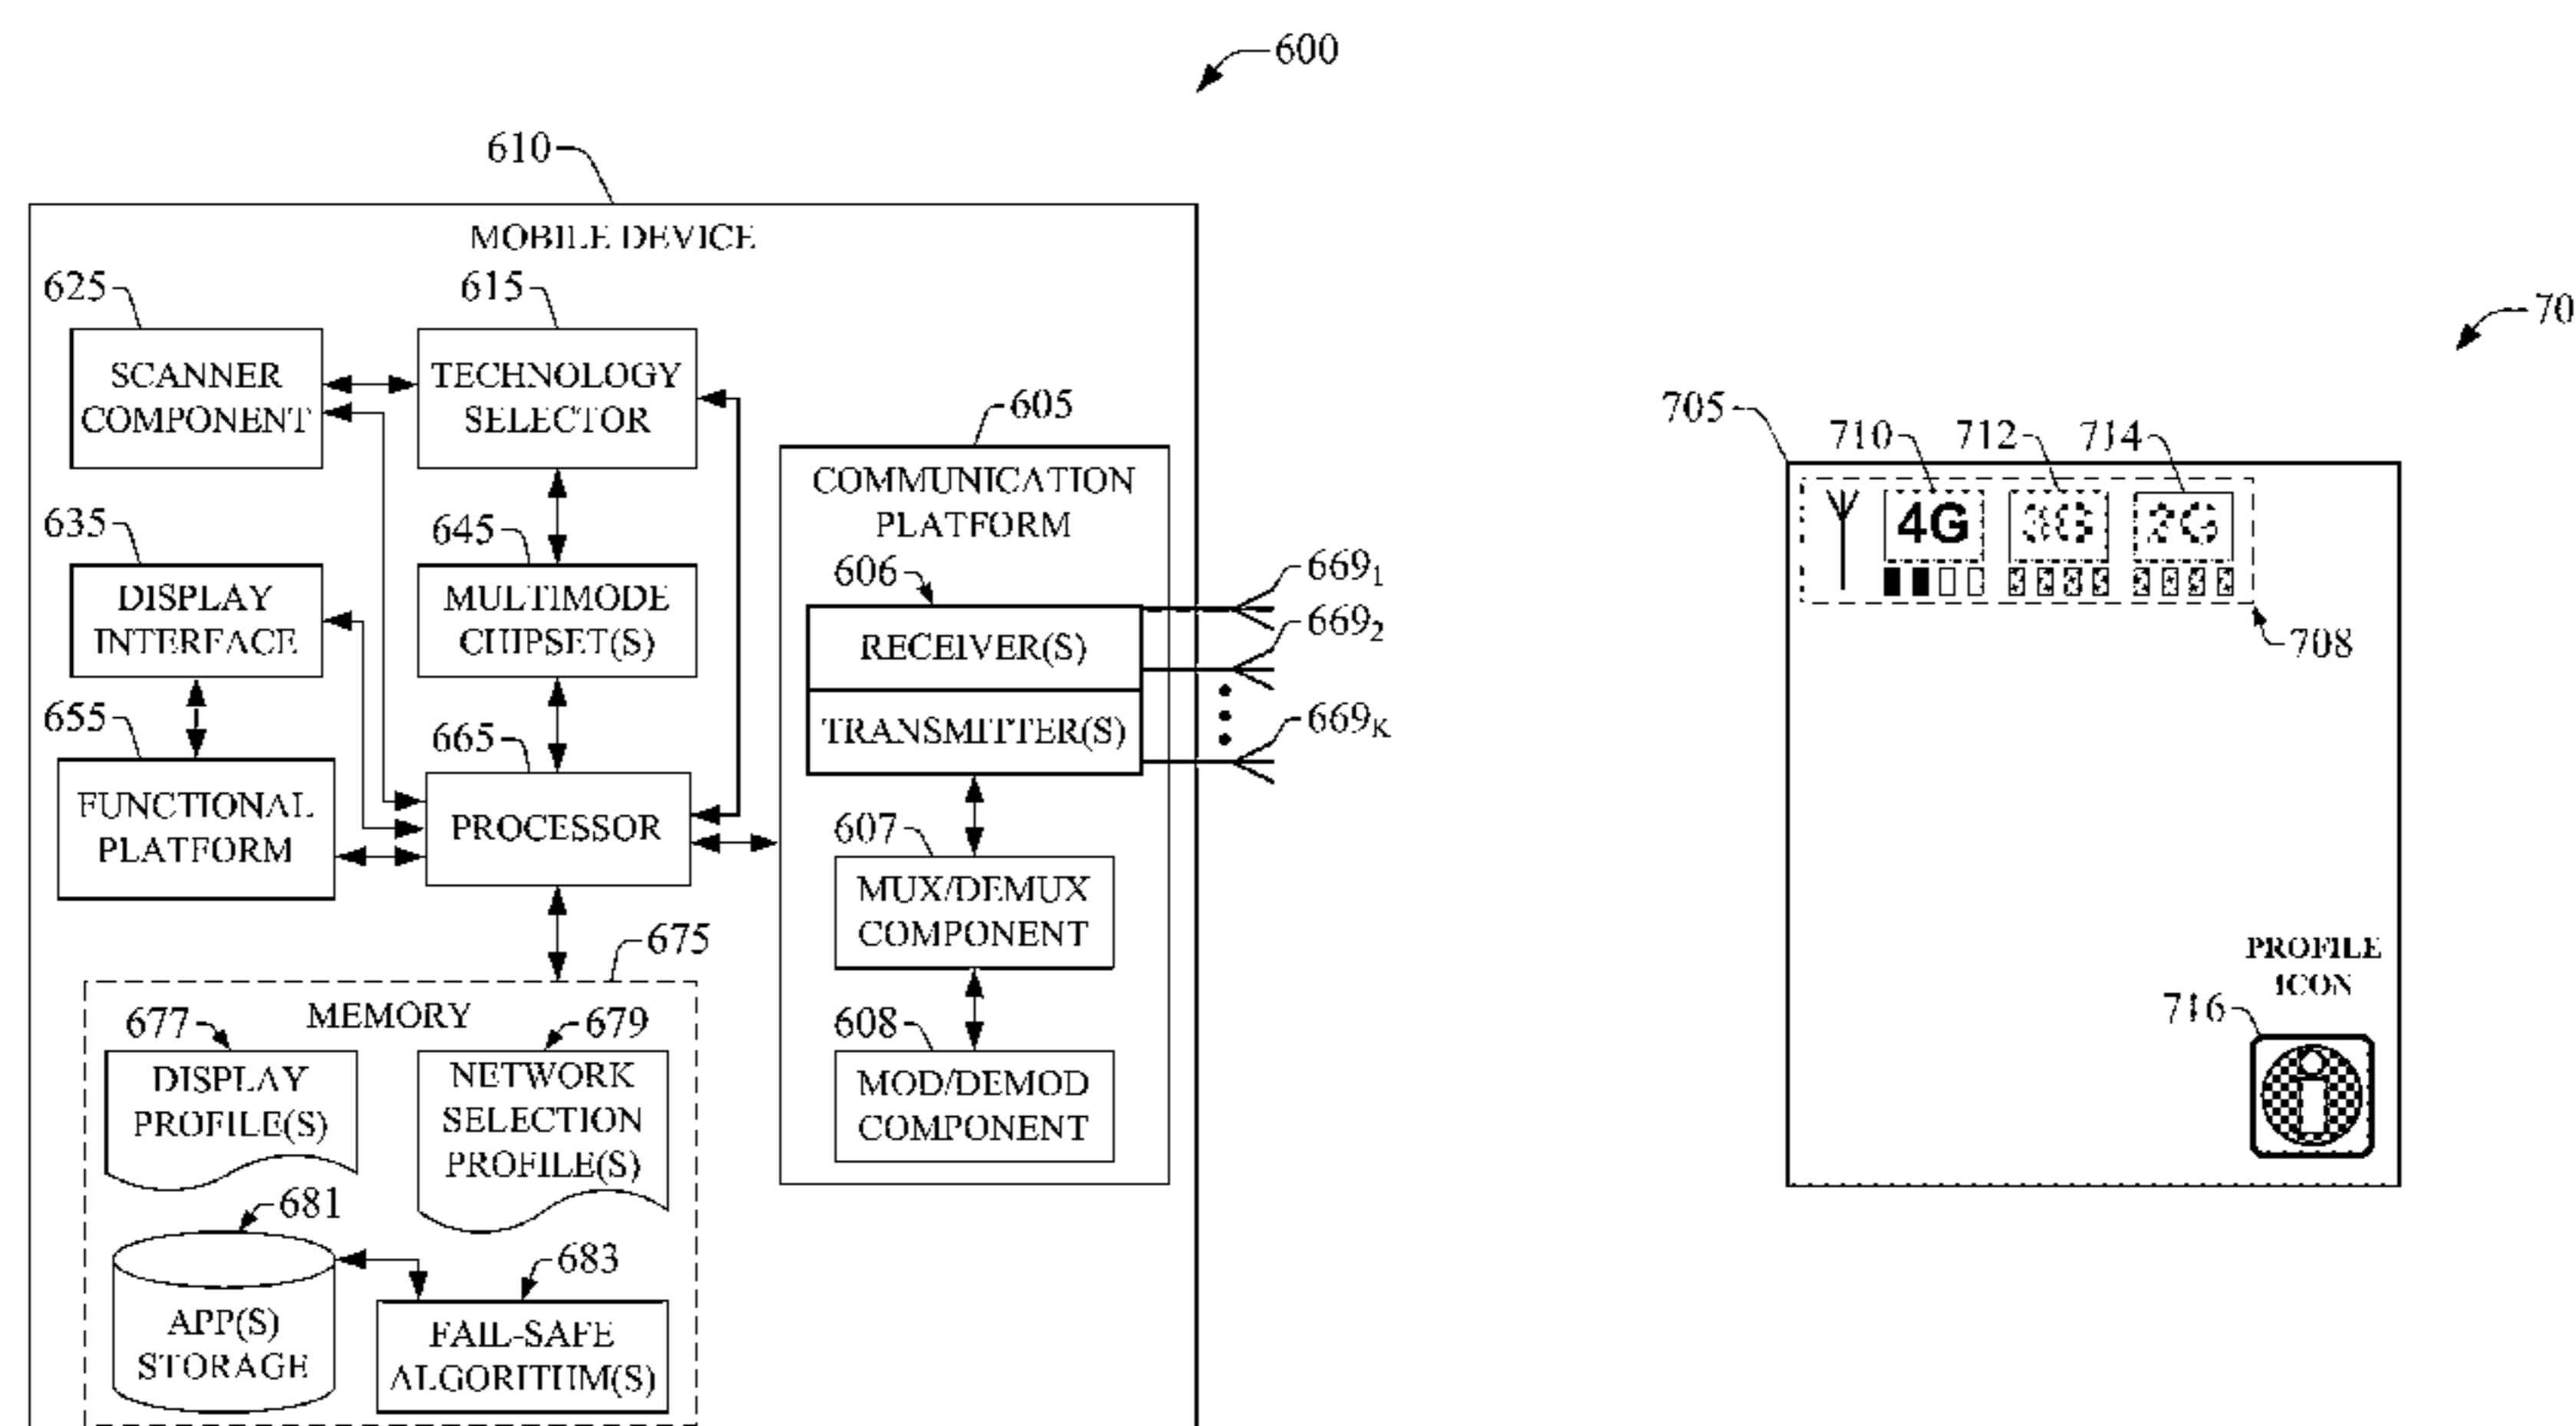 600
610
MOBILE DEVICE
625
615
SCANNER
COMPONENT
TECHNOLOGY
SELECTOR
635
645
DISPLAY
INTERFACE
MULTIMODE
CHIPSET(S)
655
665
FUNCTIONAL
PLATFORM
PROCESSOR
605
COMMUNICATION
PLATFORM
606
RECEIVER(S)
TRANSMITTER(S)
669₁
669₂
669K
607
MUX/DEMUX
COMPONENT
608
MOD/DEMOD
COMPONENT
675
MEMORY
677
679
DISPLAY
PROFILE(S)
NETWORK
SELECTION
PROFILE(S)
681
683
APP(S)
STORAGE
FAIL-SAFE
ALGORITHM(S)
70
705
710
712
714
4G
3G
2G
708
PROFILE
ICON
716
i